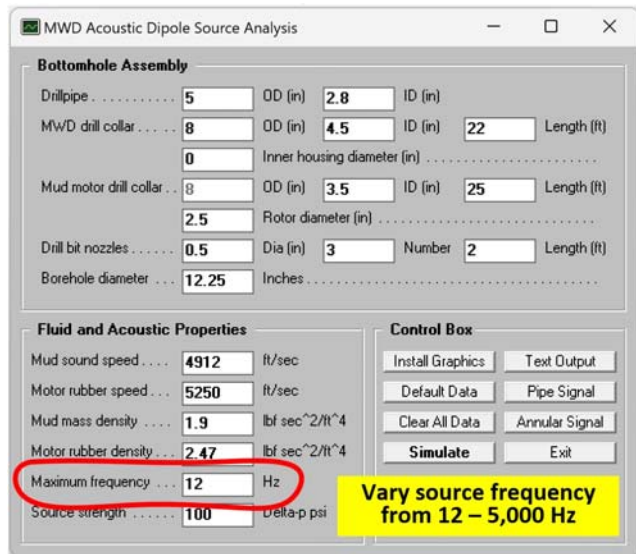 MWD Acoustic Dipole Source Analysis
Bottomhole Assembly
Drillpipe . . . . . . . . . . . 5 OD (in) 2.8 ID (in)
MWD drill collar . . . . . 8 OD (in) 4.5 ID (in) 22 Length (ft)
0 Inner housing diameter (in) . . . . . . . . . . . . . . . . . . . . . . . .
Mud motor drill collar . . 8 OD (in) 3.5 ID (in) 25 Length (ft)
2.5 Rotor diameter (in) . . . . . . . . . . . . . . . . . . . . . . . . . . . . . . .
Drill bit nozzles . . . . . . 0.5 Dia (in) 3 Number 2 Length (ft)
Borehole diameter . . . 12.25 Inches . . . . . . . . . . . . . . . . . . . . . . . . . . . . . . . . . . . . . . . . .
Fluid and Acoustic Properties
Mud sound speed . . . . 4912 ft/sec
Motor rubber speed . . . 5250 ft/sec
Mud mass density . . . . 1.9 lbf sec^2/ft^4
Motor rubber density . . 2.47 lbf sec^2/ft^4
Maximum frequency . . . 12 Hz
Source strength . . . . . . 100 Delta-p psi
Control Box
Install Graphics Text Output
Default Data Pipe Signal
Clear All Data Annular Signal
Simulate Exit
Vary source frequency
from 12 – 5,000 Hz